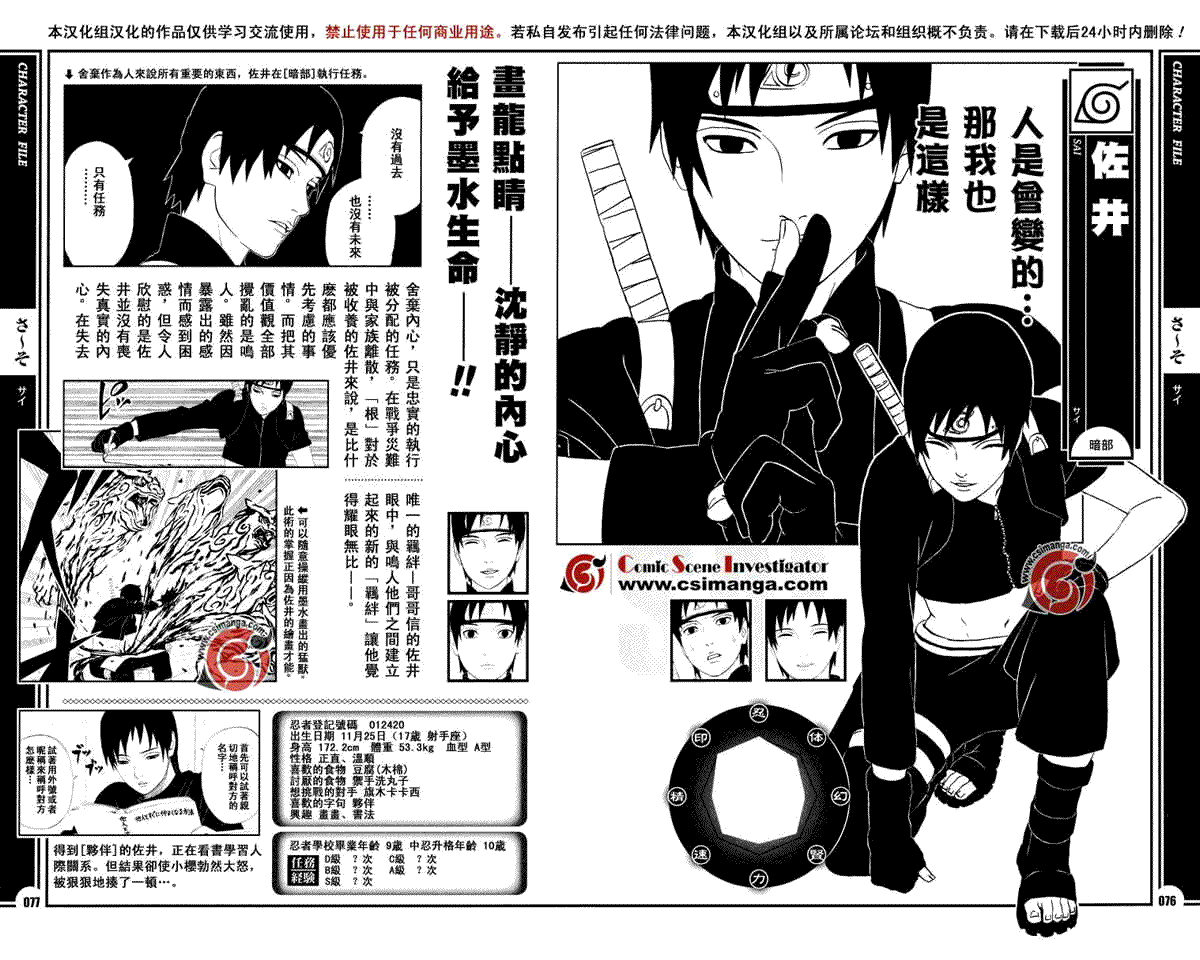 本汉化组汉化的作品仅供学习交流使用，禁止使用于任何商业用途。若私自发布引起任何法律问题，本汉化组以及所属论坛和组织概不负责。请在下载后24小时内删除！
CHARACTER FILE
さ〜そ
サイ
076
佐井
SAI
サイ
暗部
人是會變的…。
那我也
是這樣
Comic Scene Investigator
www.csimanga.com
www.csimanga.com
忍
体
幻
賢
力
速
精
印
畫龍點睛——沈靜的內心
給予墨水生命——!!
⬇舍棄作為人來說所有重要的東西，佐井在[暗部]執行任務。
沒有過去
……
也沒有未來
只有任務
………
舍棄內心，只是忠實的執行
被分配的任務。在戰爭災難
中與家族離散，「根」對於
被收養的佐井來說，是比什
麽都應該優
先考慮的事
情。而把其
價值觀全部
攪亂的是鳴
人。雖然因
暴露出的感
情而感到困
惑，但令人
欣慰的是佐
井並沒有喪
失真實的內
心。在失去
唯一的羈絆—哥哥信的佐井
眼中，與鳴人他們之間建立
起來的新的「羈絆」讓他覺
得耀眼無比——。
⬅可以隨意操縱用墨水畫出的猛獸。
此術的掌握正因為佐井的繪畫才能。
www.csimanga.com
首先可以試著親
切地稱呼對方的
名字…
試著用外號或者
昵稱來稱呼對方
怎麽樣…
得到[夥伴]的佐井，正在看書學習人
際關系。但結果卻使小櫻勃然大怒，
被狠狠地揍了一頓…。
忍者登記號碼 012420
出生日期 11月25日（17歲 射手座）
身高 172.2cm 體重 53.3kg 血型 A型
性格 正直、溫順
喜歡的食物 豆腐(木棉)
討厭的食物 禦手洗丸子
想挑戰的對手 旗木卡卡西
喜歡的字句 夥伴
興趣 畫畫、書法
忍者學校畢業年齡 9歲 中忍升格年齡 10歲
任務
経験
D級 ？次 C級 ？次
B級 ？次 A級 ？次
S級 ？次
CHARACTER FILE
さ〜そ
サイ
077